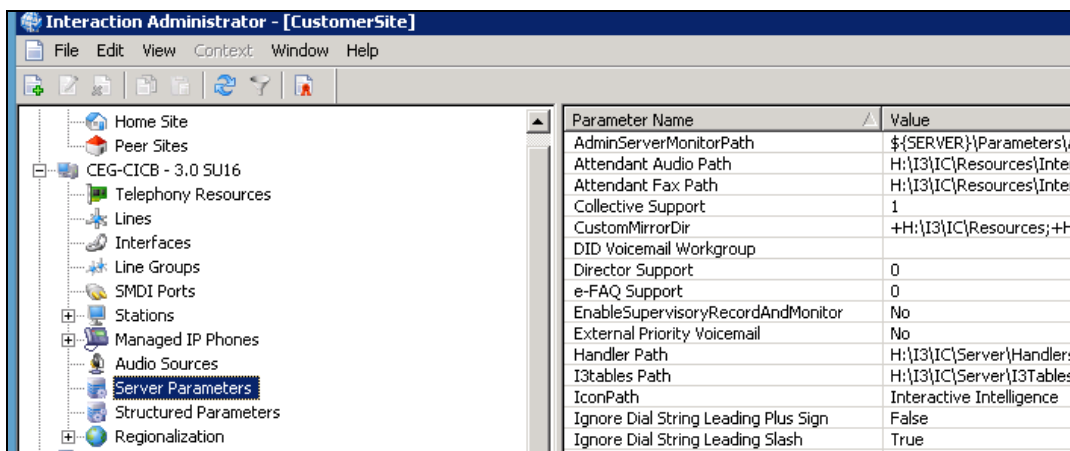 Interaction Administrator - [CustomerSite]
File Edit View Context Window Help
Home Site
Peer Sites
CEG-CICB - 3.0 SU16
Telephony Resources
Lines
Interfaces
Line Groups
SMDI Ports
Stations
Managed IP Phones
Audio Sources
Server Parameters
Structured Parameters
Regionalization
Parameter Name Value
AdminServerMonitorPath ${SERVER}\Parameters\
Attendant Audio Path H:\I3\IC\Resources\Inte
Attendant Fax Path H:\I3\IC\Resources\Inte
Collective Support 1
CustomMirrorDir +H:\I3\IC\Resources;+H
DID Voicemail Workgroup
Director Support 0
e-FAQ Support 0
EnableSupervisoryRecordAndMonitor No
External Priority Voicemail No
Handler Path H:\I3\IC\Server\Handlers
I3tables Path H:\I3\IC\Server\I3Tables
IconPath Interactive Intelligence
Ignore Dial String Leading Plus Sign False
Ignore Dial String Leading Slash True